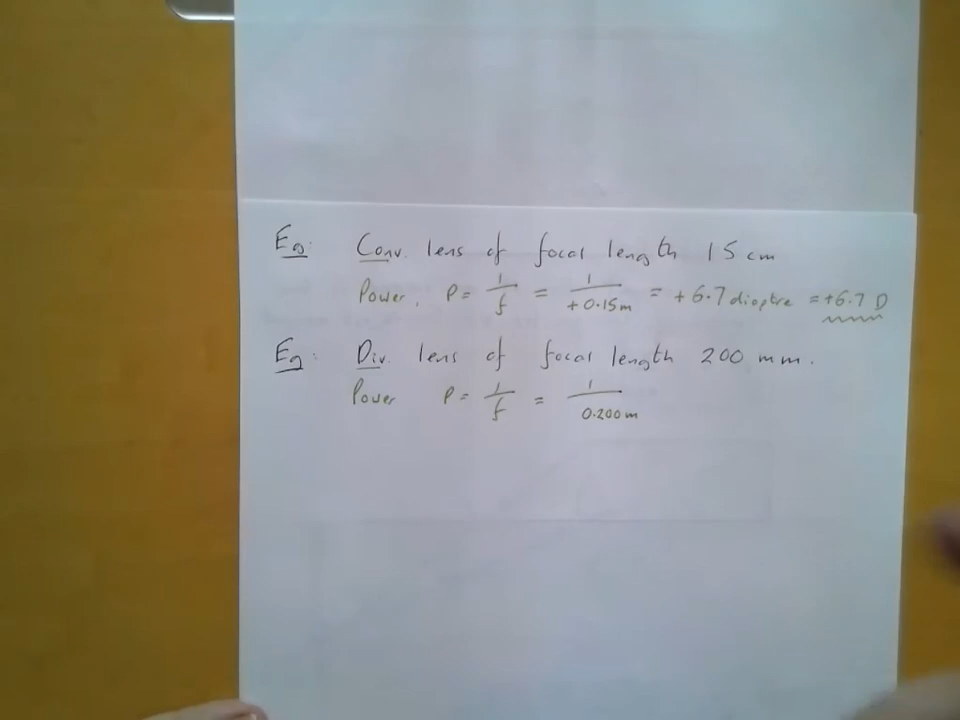 Eg: Conv. lens of focal length 15 cm
Power, P = 1/f = 1/+0.15m = +6.7 dioptre = +6.7 D
Eg: Div. lens of focal length 200 mm.
Power P = 1/f = 1/0.200m